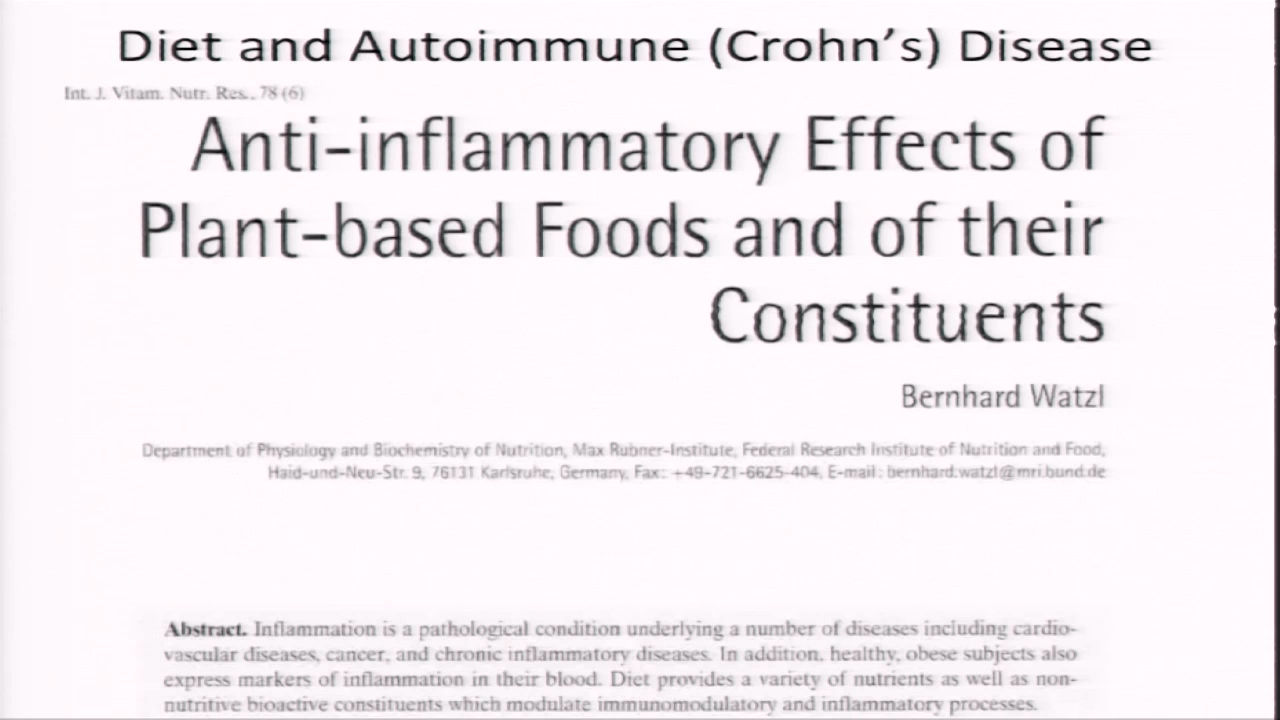 Diet and Autoimmune (Crohn's) Disease
Int. J. Vitam. Nutr. Res., 78 (6)
Anti-inflammatory Effects of
Plant-based Foods and of their
Constituents
Bernhard Watzl
Department of Physiology and Biochemistry of Nutrition, Max Rubner-Institute, Federal Research Institute of Nutrition and Food,
Haid-und-Neu-Str. 9, 76131 Karlsruhe, Germany, Fax: +49-721-6625-404, E-mail: bernhard.watzl@mri.bund.de
Abstract. Inflammation is a pathological condition underlying a number of diseases including cardio-
vascular diseases, cancer, and chronic inflammatory diseases. In addition, healthy, obese subjects also
express markers of inflammation in their blood. Diet provides a variety of nutrients as well as non-
nutritive bioactive constituents which modulate immunomodulatory and inflammatory processes.